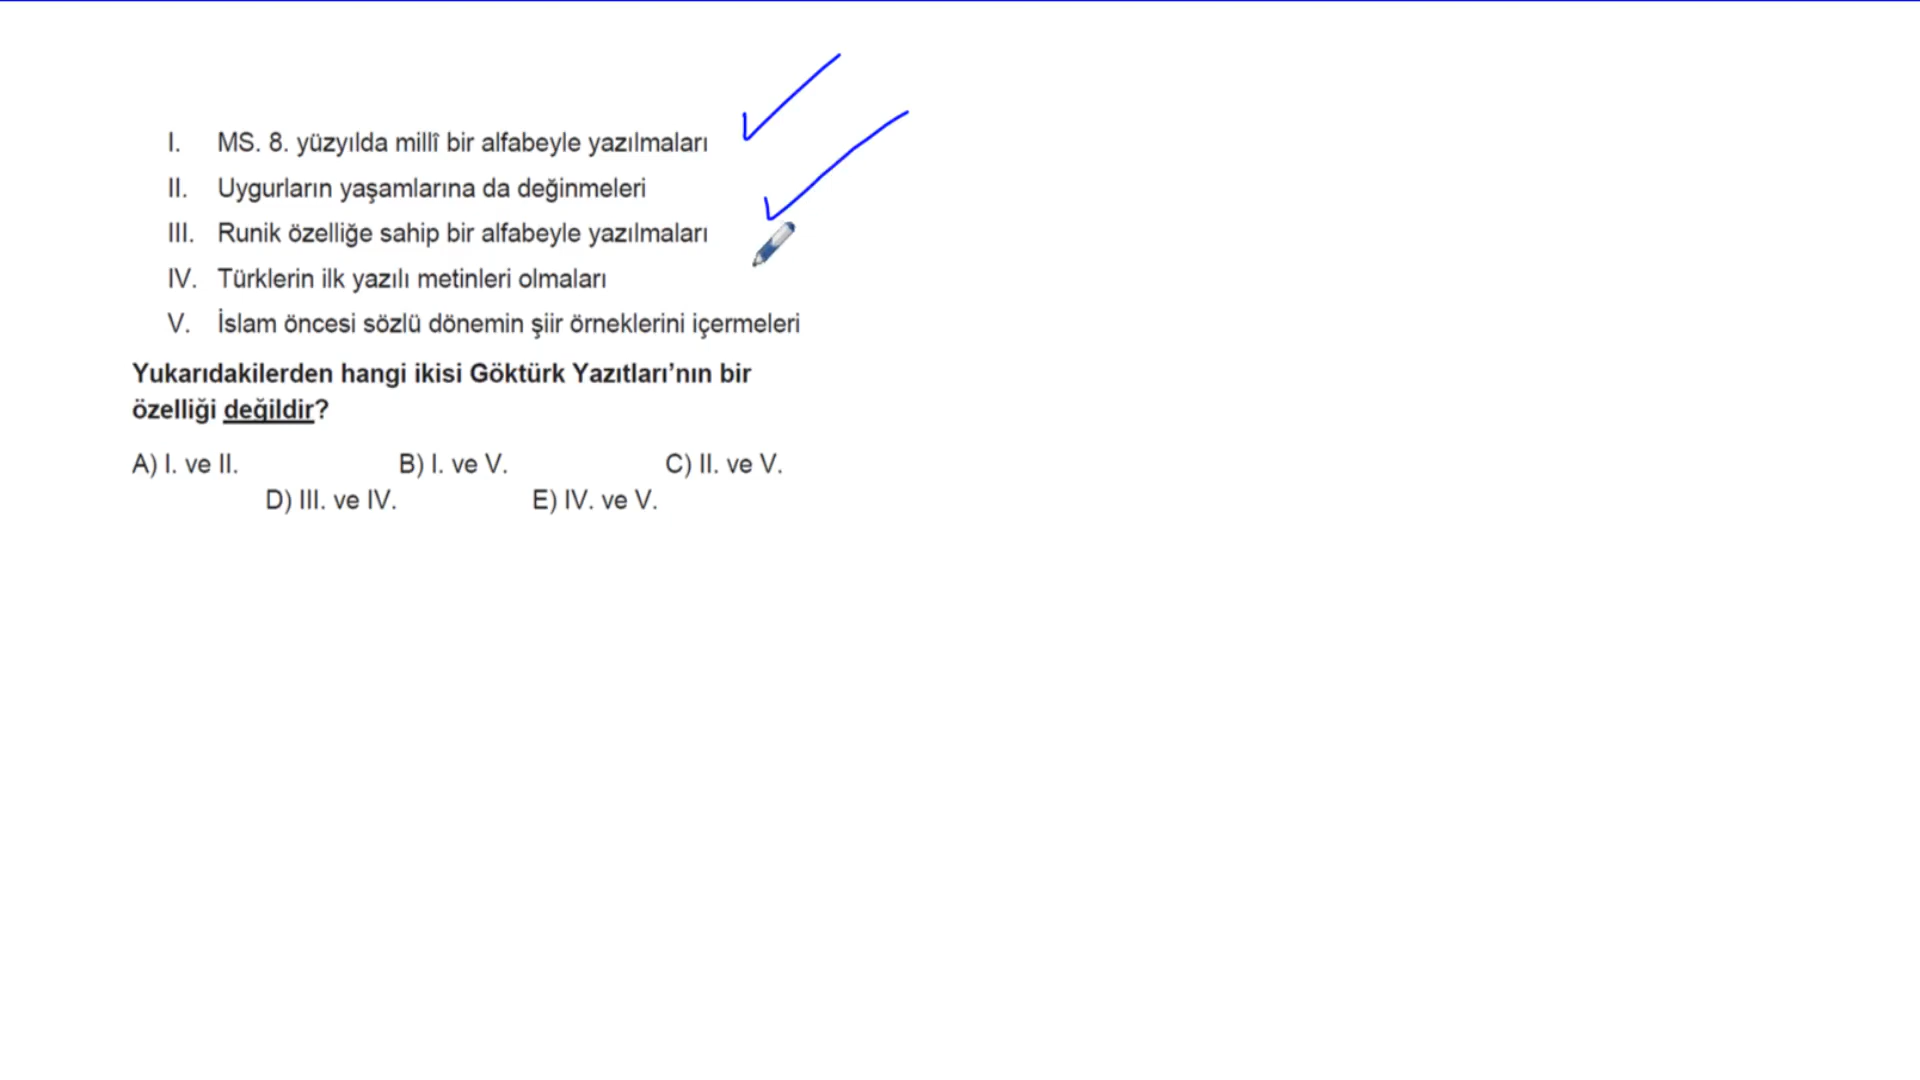 I. MS. 8. yüzyılda millî bir alfabeyle yazılmaları
II. Uygurların yaşamlarına da değinmeleri
III. Runik özelliğe sahip bir alfabeyle yazılmaları
IV. Türklerin ilk yazılı metinleri olmaları
V. İslam öncesi sözlü dönemin şiir örneklerini içermeleri
Yukarıdakilerden hangi ikisi Göktürk Yazıtları’nın bir
özelliği değildir?
A) I. ve II. B) I. ve V. C) II. ve V.
D) III. ve IV. E) IV. ve V.